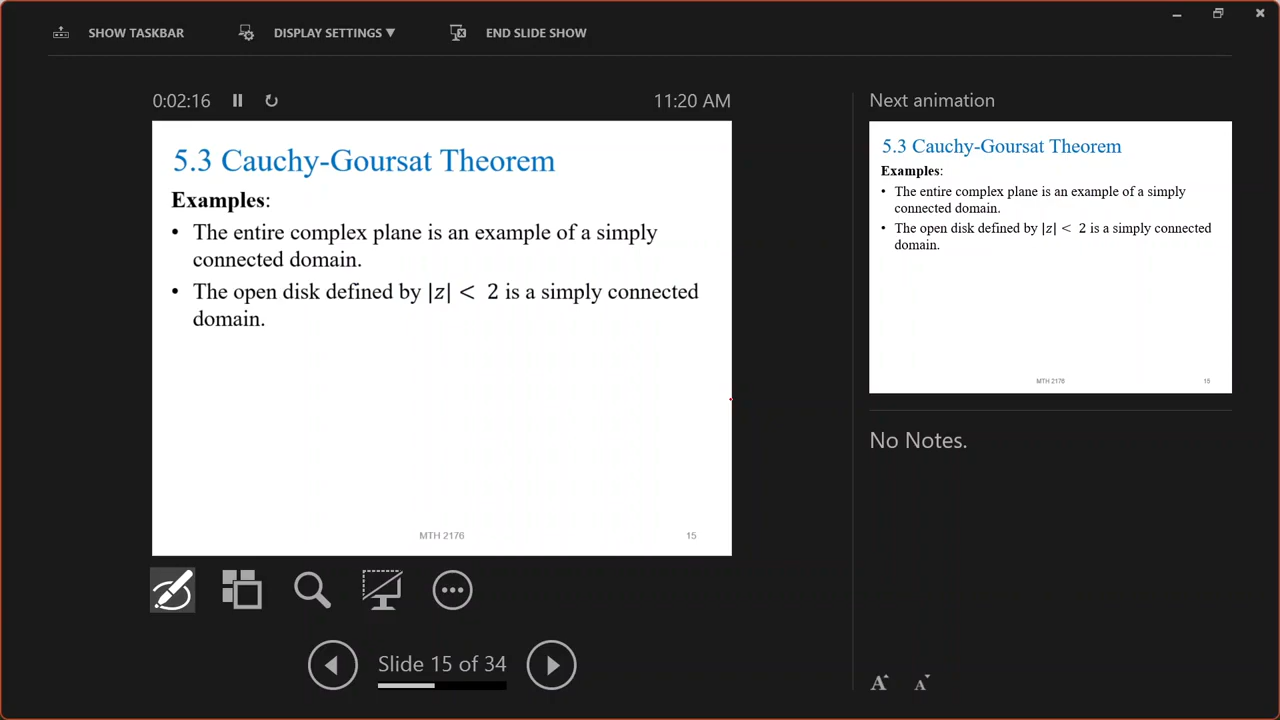 SHOW TASKBAR
DISPLAY SETTINGS ▼
END SLIDE SHOW
0:02:16
11:20 AM
5.3 Cauchy-Goursat Theorem
Examples:
• The entire complex plane is an example of a simply
connected domain.
• The open disk defined by |z| < 2 is a simply connected
domain.
MTH 2176
15
Slide 15 of 34
Next animation
5.3 Cauchy-Goursat Theorem
Examples:
• The entire complex plane is an example of a simply
connected domain.
• The open disk defined by |z| < 2 is a simply connected
domain.
MTH 2176
15
No Notes.
A A